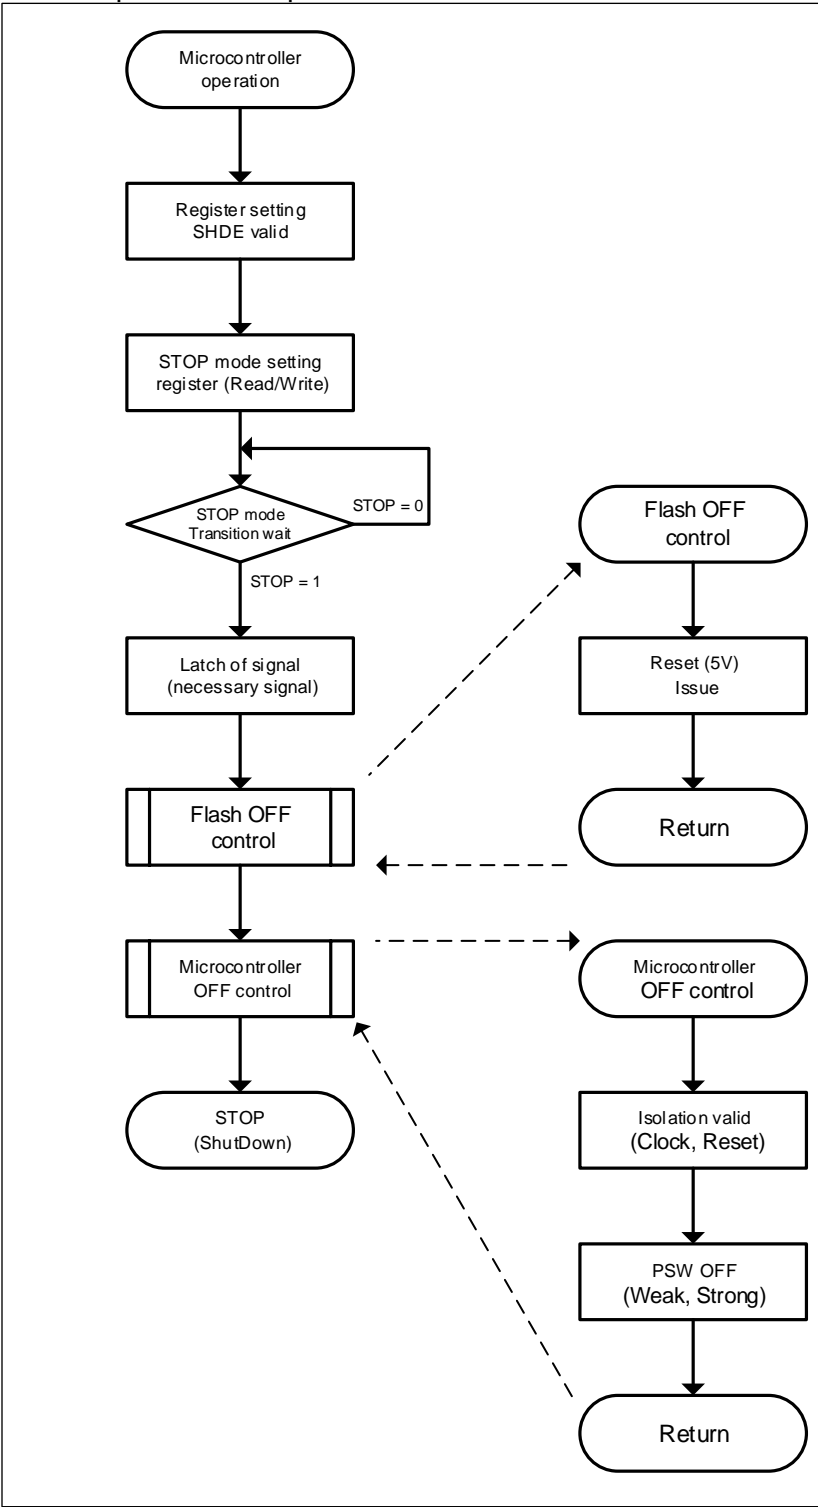 Microcontroller
operation
Register setting
SHDE valid
STOP mode setting
register (Read/Write)
STOP mode
Transition wait
STOP = 0
STOP = 1
Latch of signal
(necessary signal)
Flash OFF
control
Microcontroller
OFF control
STOP
(ShutDown)
Flash OFF
control
Reset (5V)
Issue
Return
Microcontroller
OFF control
Isolation valid
(Clock, Reset)
PSW OFF
(Weak, Strong)
Return